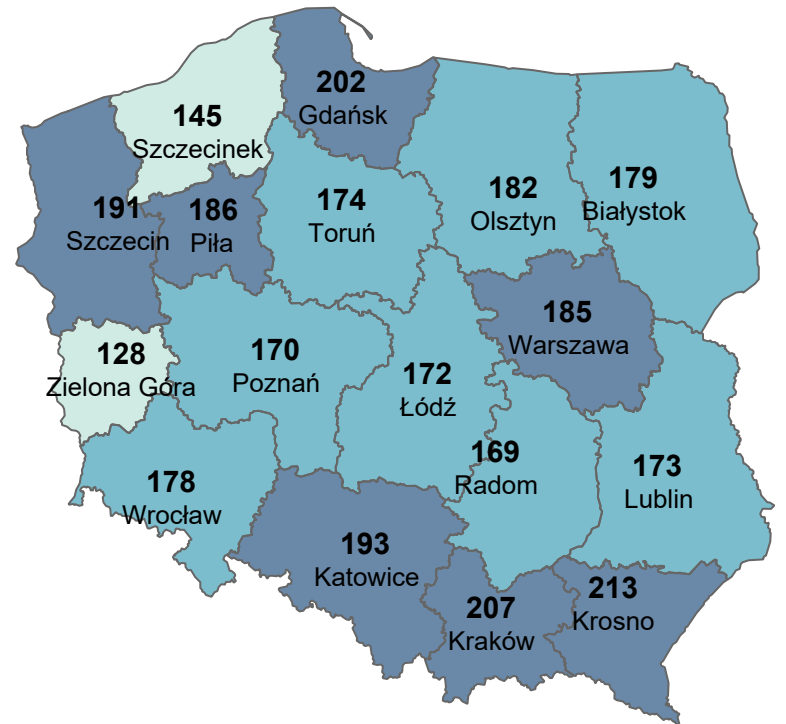 202
Gdańsk
145
Szczecinek
191
Szczecin
186
Piła
174
Toruń
182
Olsztyn
179
Białystok
185
Warszawa
128
Zielona Góra
170
Poznań
172
Łódź
169
Radom
173
Lublin
178
Wrocław
193
Katowice
207
Kraków
213
Krosno